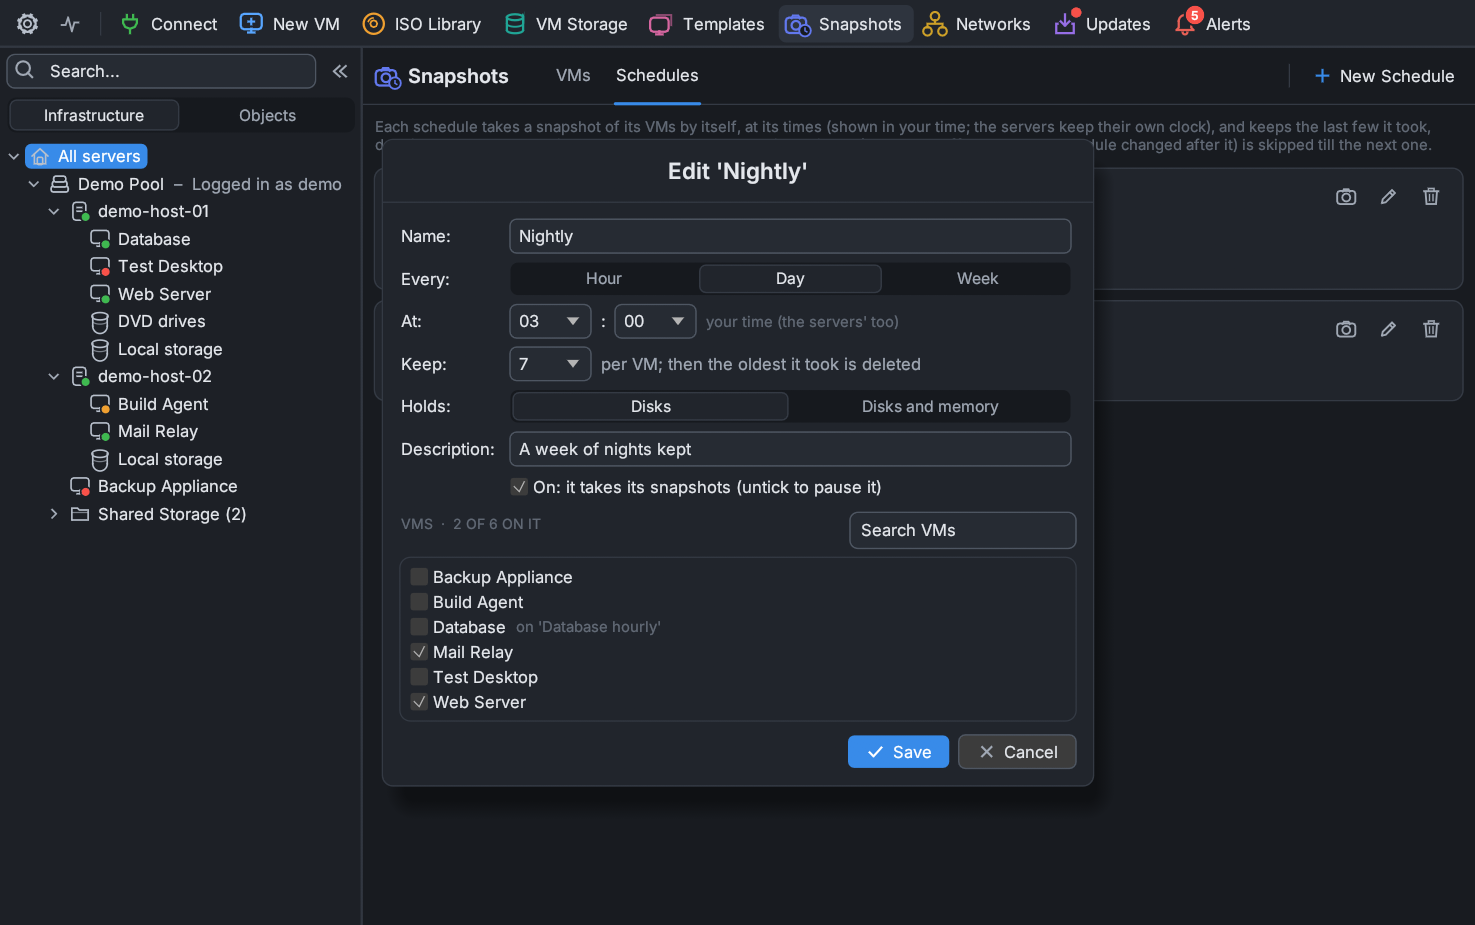 Connect
New VM
ISO Library
VM Storage
Templates
Snapshots
Networks
Updates
5
Alerts
Search...
Infrastructure
Objects
All servers
Demo Pool – Logged in as demo
demo-host-01
Database
Test Desktop
Web Server
DVD drives
Local storage
demo-host-02
Build Agent
Mail Relay
Local storage
Backup Appliance
Shared Storage (2)
Snapshots
VMs
Schedules
New Schedule
Each schedule takes a snapshot of its VMs by itself, at its times (shown in your time; the servers keep their own clock), and keeps the last few it took,
changed after it) is skipped till the next one.
Edit 'Nightly'
Name: Nightly
Every: Hour Day Week
At: 03 : 00 your time (the servers' too)
Keep: 7 per VM; then the oldest it took is deleted
Holds: Disks Disks and memory
Description: A week of nights kept
On: it takes its snapshots (untick to pause it)
VMS · 2 OF 6 ON IT
Search VMs
Backup Appliance
Build Agent
Database on 'Database hourly'
Mail Relay
Test Desktop
Web Server
Save
Cancel